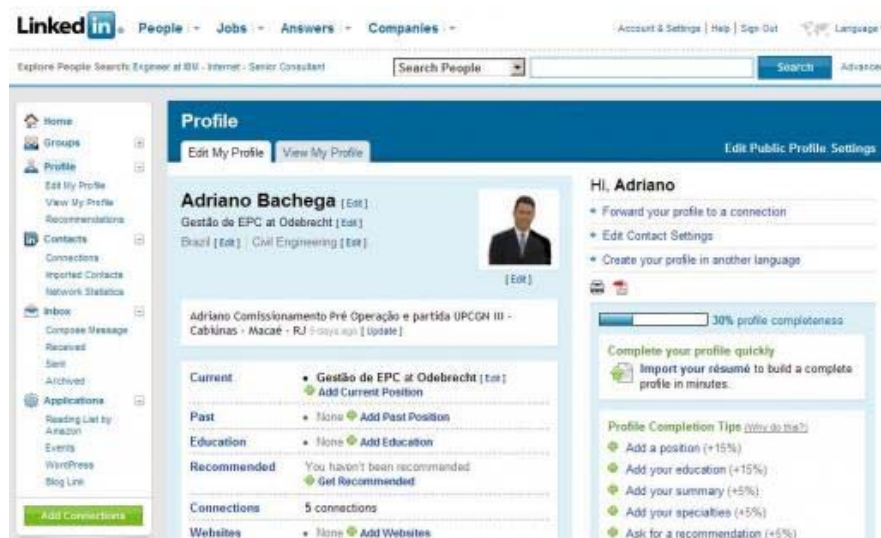 Linked in. People Jobs Answers Companies
Account & Settings | Help | Sign Out Language
Explore People Search: Engineer at IBM - Internet - Senior Consultant
Search People
Search
Advanced
Home
Groups
Profile
Edit My Profile
View My Profile
Recommendations
Contacts
Connections
Imported Contacts
Network Statistics
Inbox
Compose Message
Received
Sent
Archived
Applications
Reading List by
Amazon
Events
WordPress
Blog Link
Add Connections
Profile
Edit My Profile View My Profile
Edit Public Profile Settings
Adriano Bachega [Edit]
Gestão de EPC at Odebrecht [Edit]
Brazil [Edit] | Civil Engineering [Edit]
[Edit]
Adriano Comissionamento Pré Operação e partida UPCGN III -
Cabiúnas - Macaé - RJ 5 days ago [Update]
Current • Gestão de EPC at Odebrecht [Edit]
Add Current Position
Past • None Add Past Position
Education • None Add Education
Recommended You haven't been recommended
Get Recommended
Connections 5 connections
Websites • None Add Websites
Hi, Adriano
Forward your profile to a connection
Edit Contact Settings
Create your profile in another language
30% profile completeness
Complete your profile quickly
Import your résumé to build a complete
profile in minutes.
Profile Completion Tips (Why do this?)
Add a position (+15%)
Add your education (+15%)
Add your summary (+5%)
Add your specialties (+5%)
Ask for a recommendation (+5%)